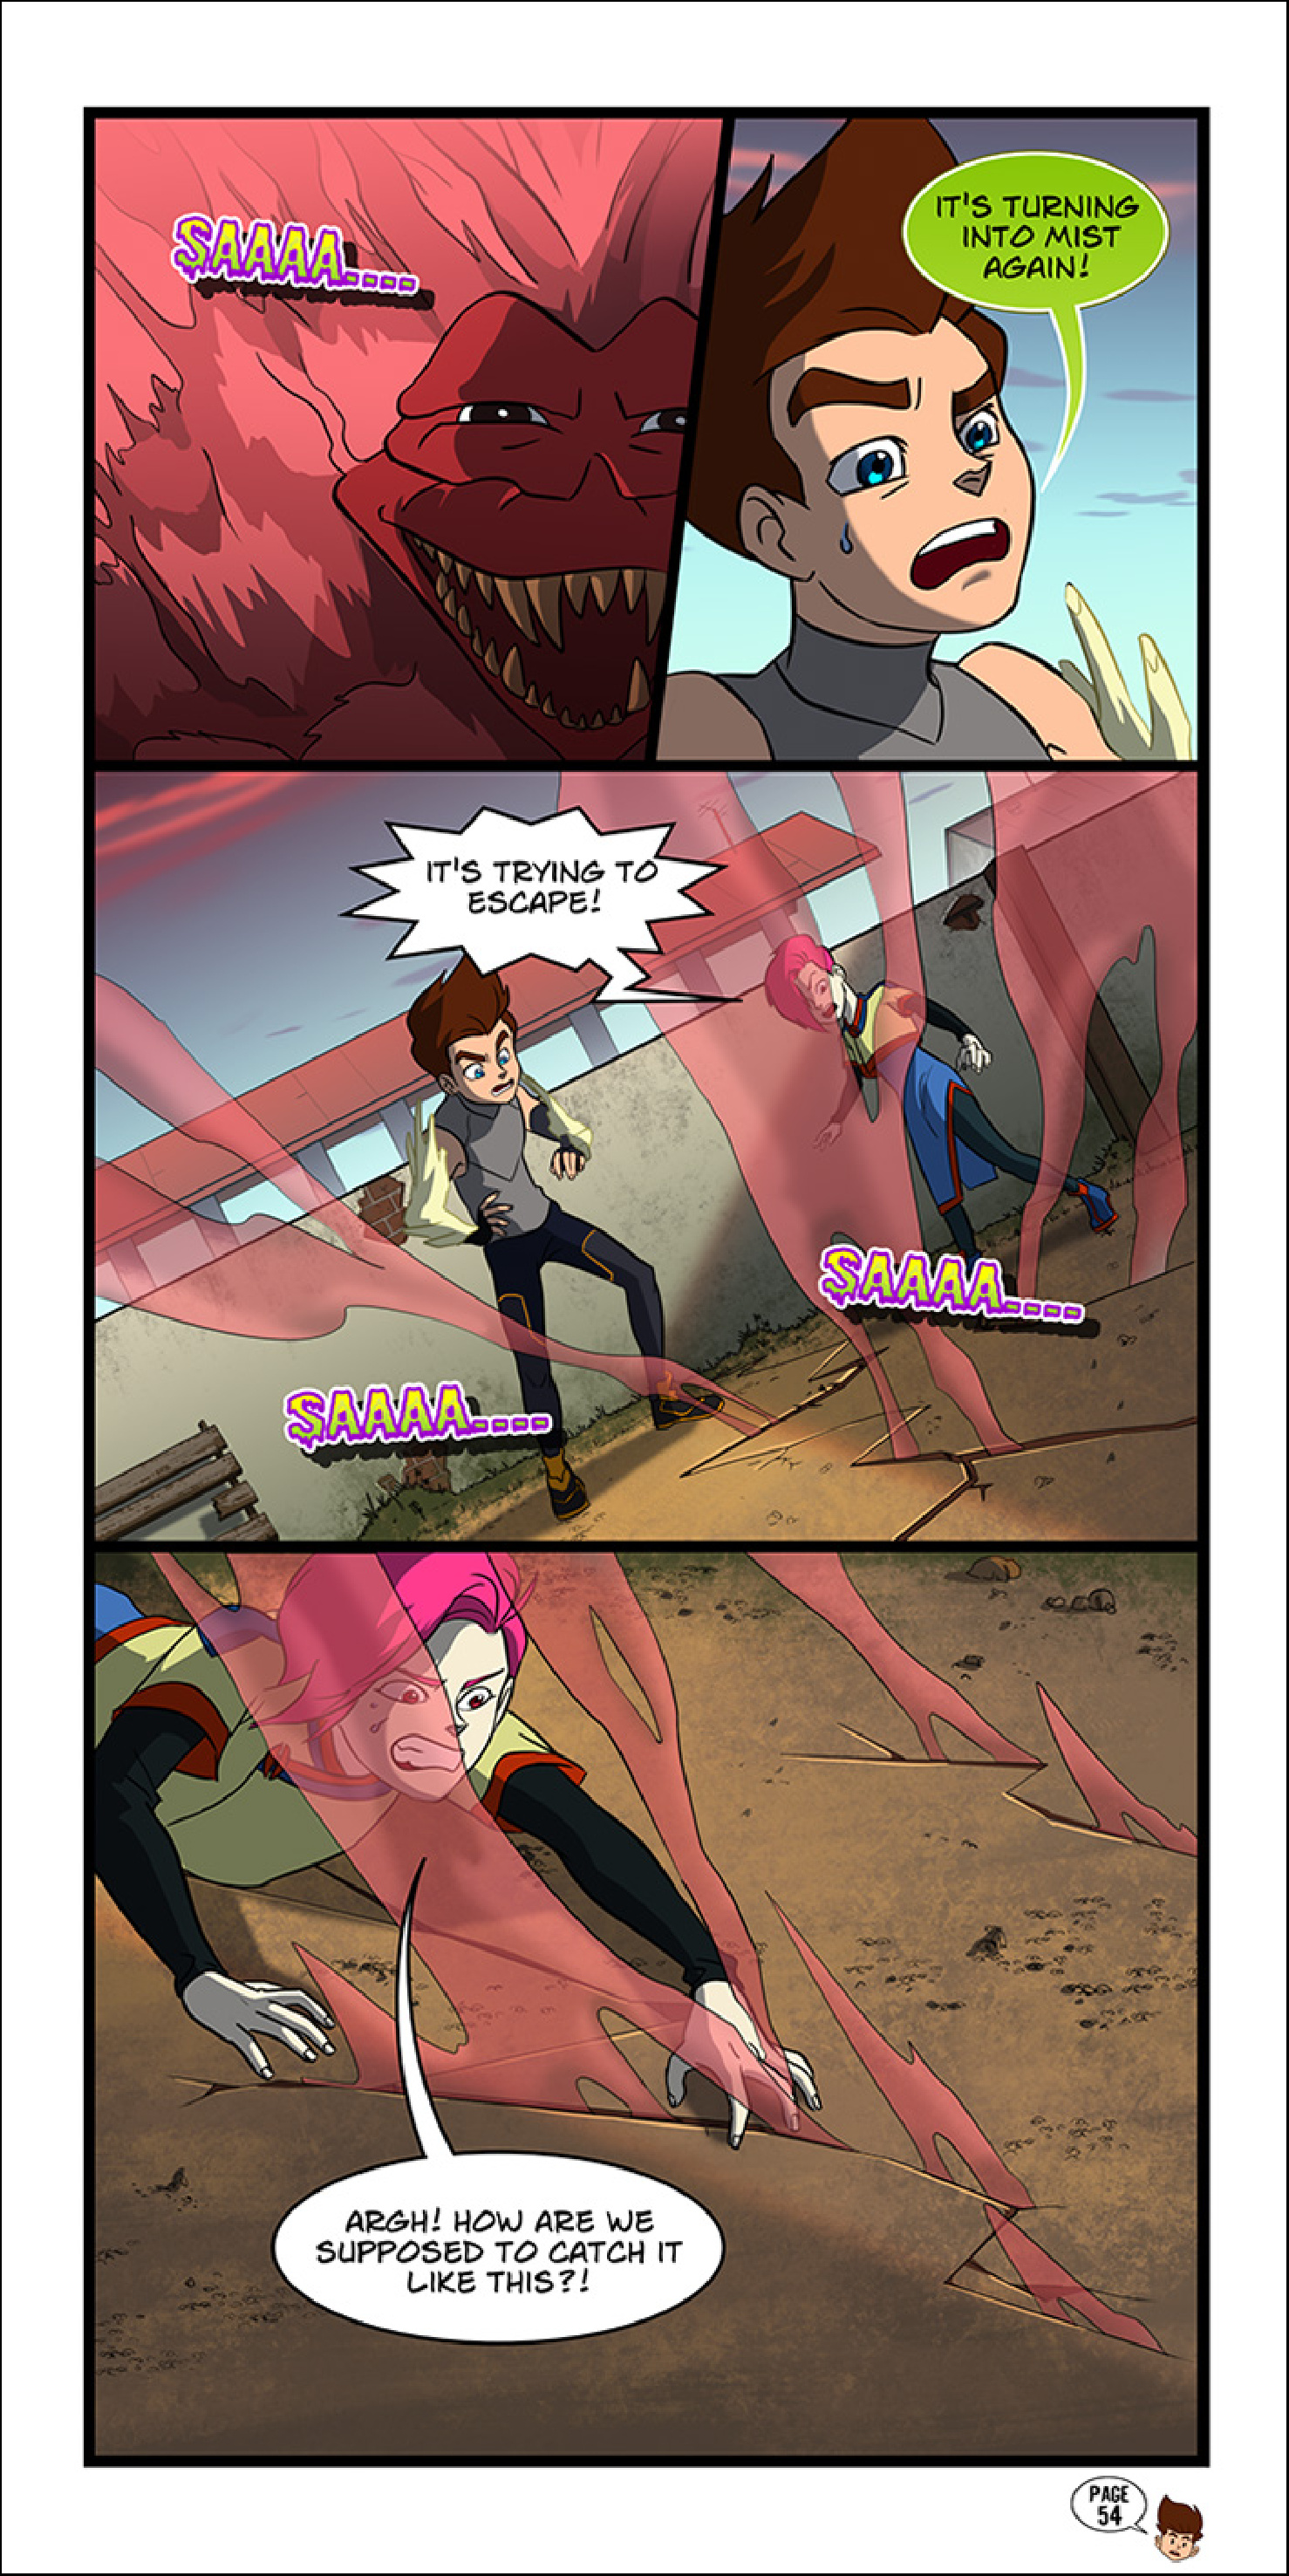 SAAAA....
IT'S TURNING
INTO MIST
AGAIN!
IT'S TRYING TO
ESCAPE!
SAAAA....
SAAAA....
ARGH! HOW ARE WE
SUPPOSED TO CATCH IT
LIKE THIS?!
PAGE
54